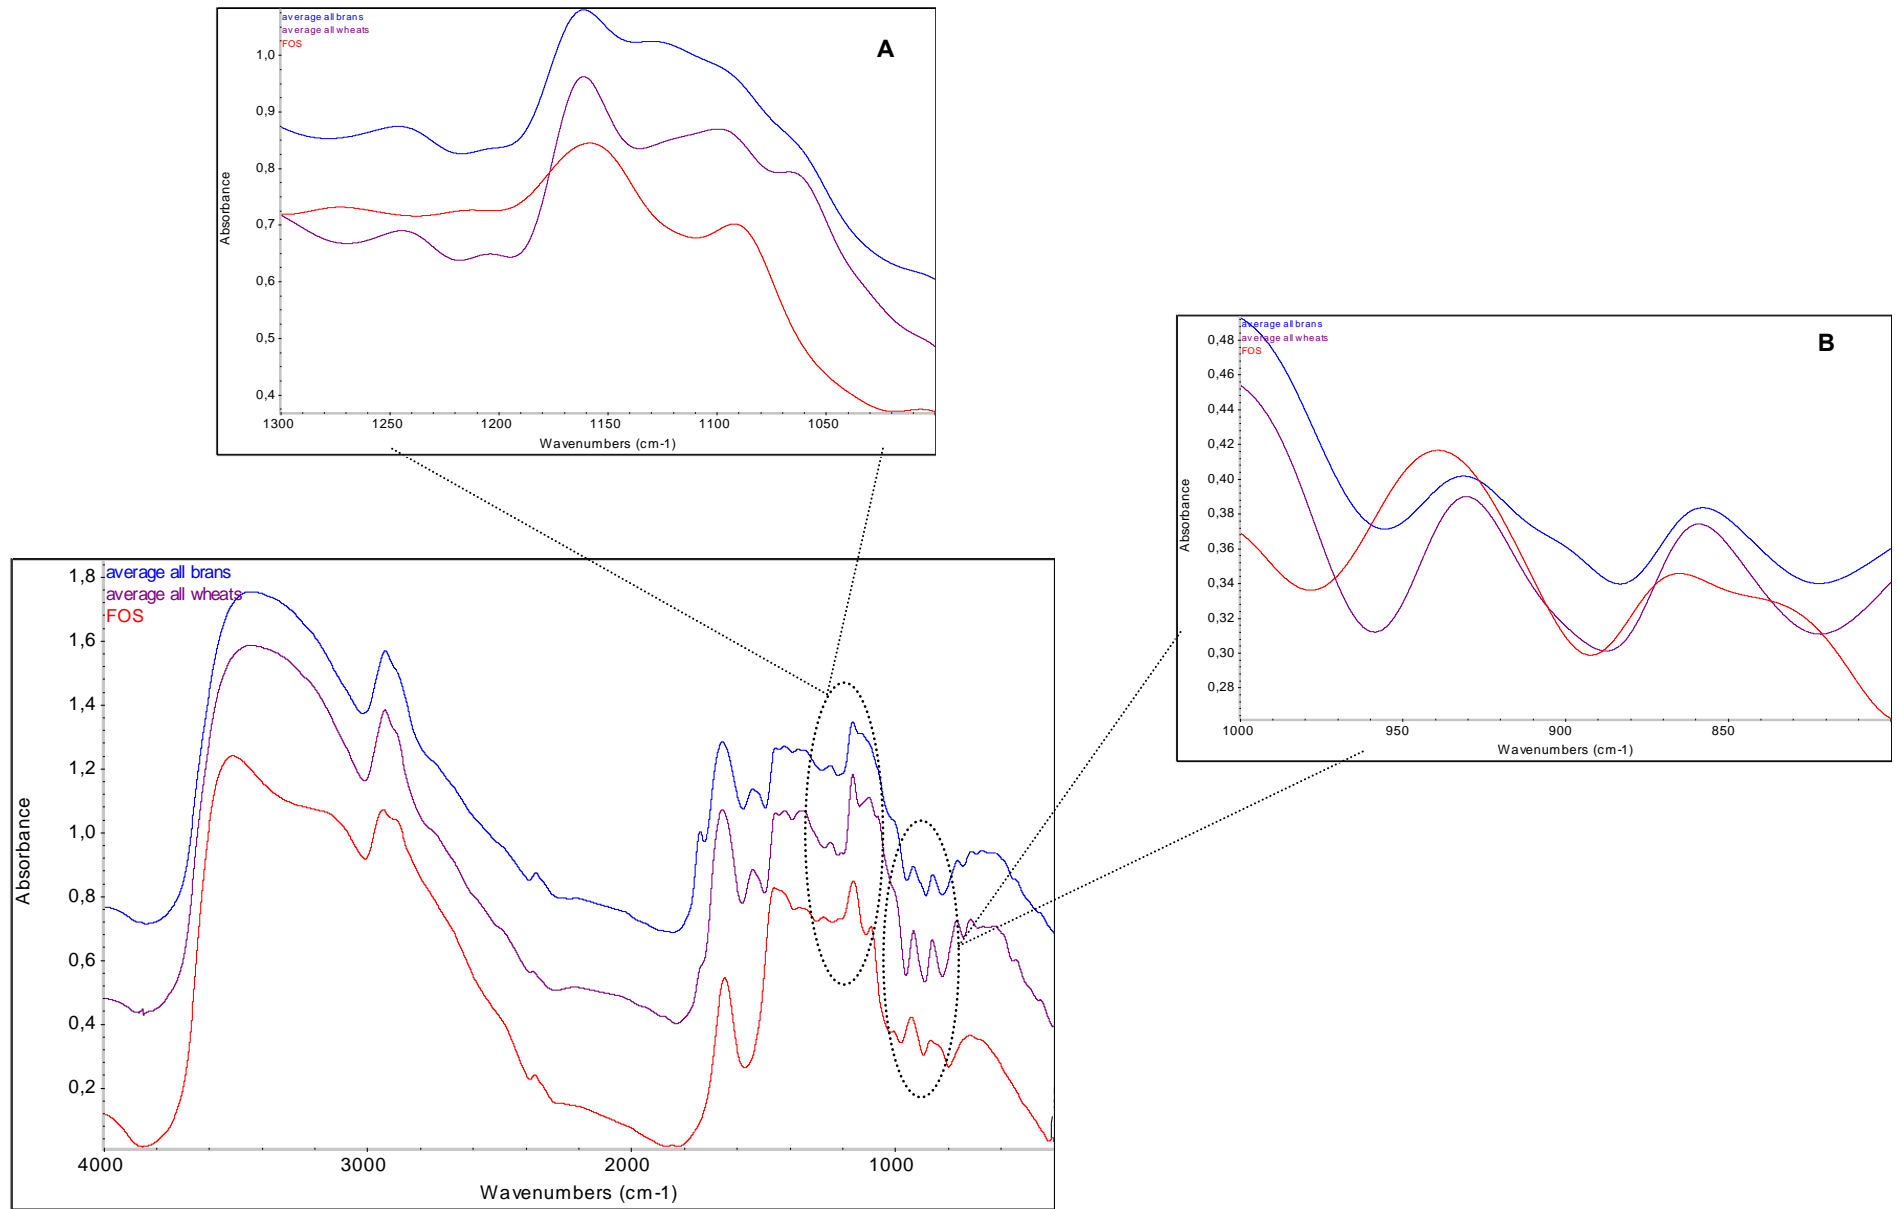 average all brans
average all wheats
FOS
A
1,0
0,9
0,8
0,7
0,6
0,5
0,4
Absorbance
1300
1250
1200
1150
1100
1050
Wavenumbers (cm-1)
average all brans
average all wheats
FOS
B
0,48
0,46
0,44
0,42
0,40
0,38
0,36
0,34
0,32
0,30
0,28
Absorbance
1000
950
900
850
Wavenumbers (cm-1)
average all brans
average all wheats
FOS
1,8
1,6
1,4
1,2
1,0
0,8
0,6
0,4
0,2
Absorbance
4000
3000
2000
1000
Wavenumbers (cm-1)